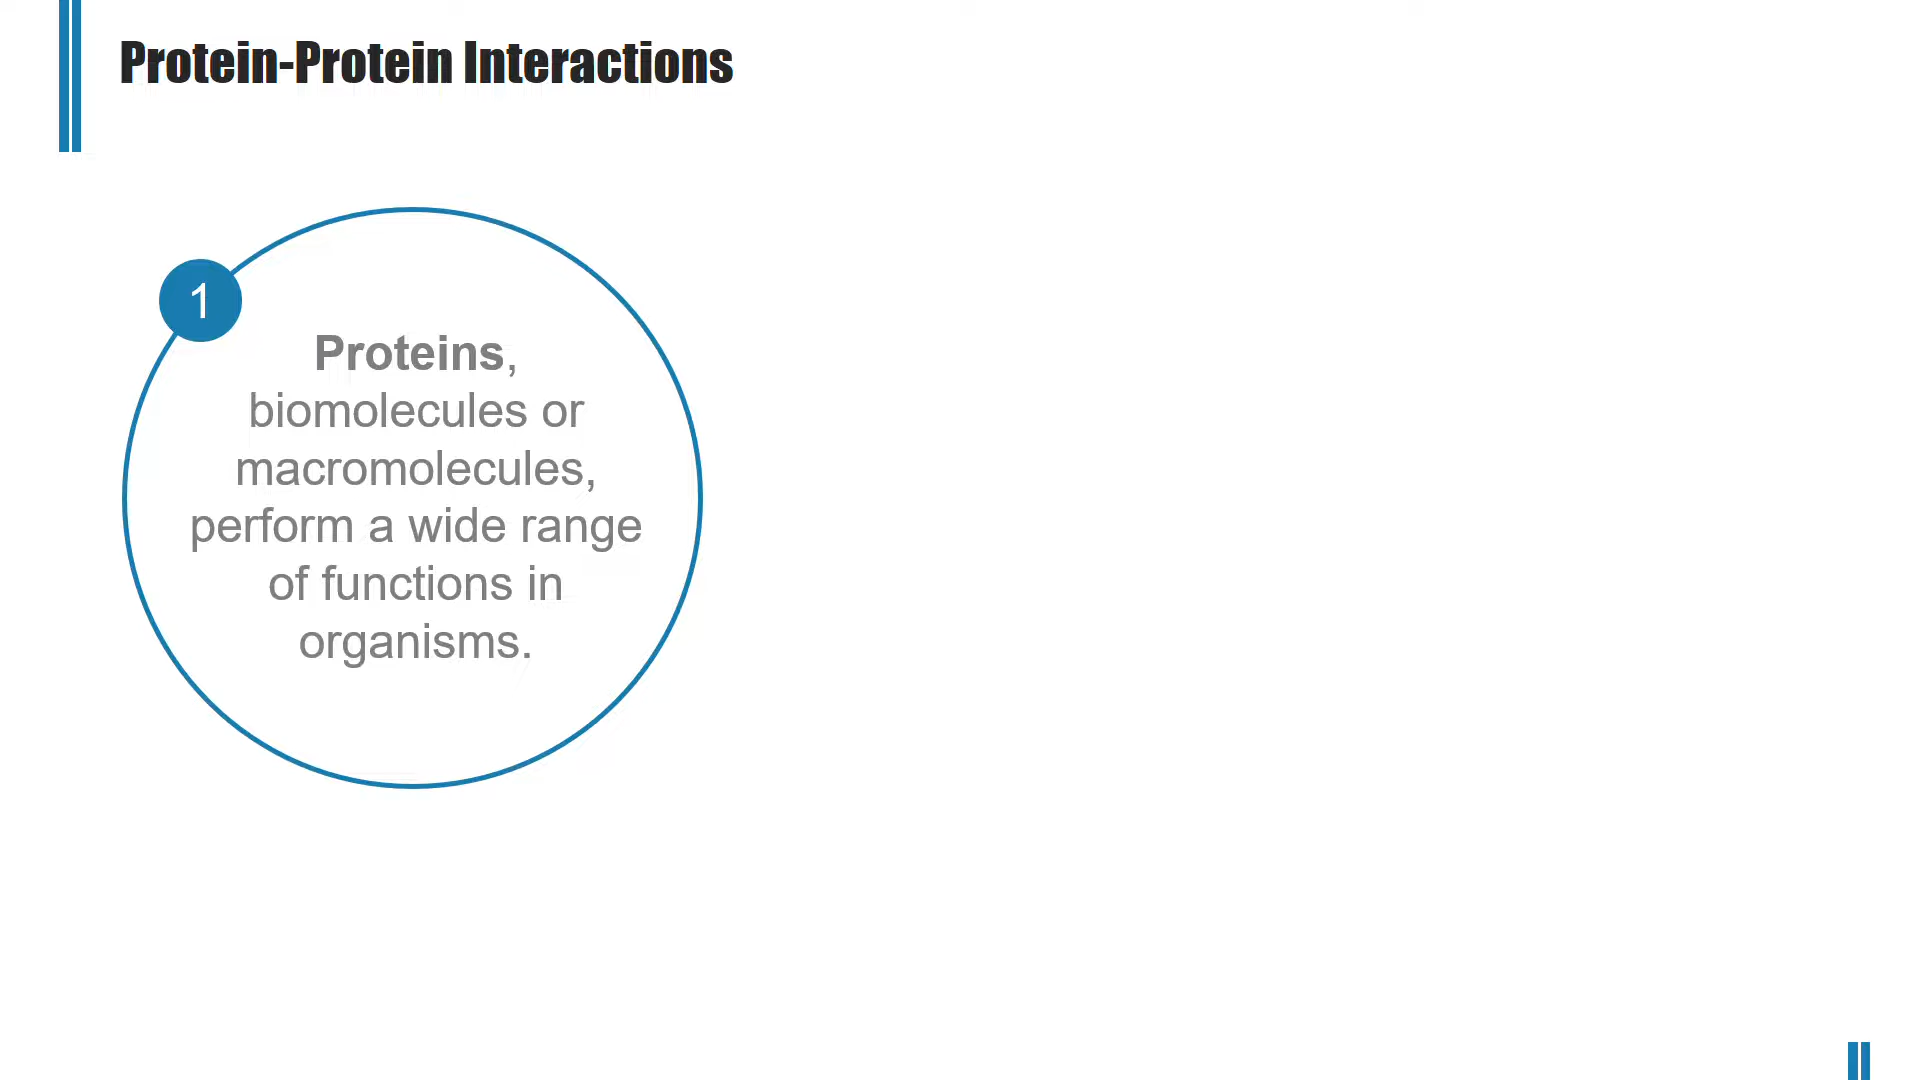 Protein-Protein Interactions
1
Proteins,
biomolecules or
macromolecules,
perform a wide range
of functions in
organisms.